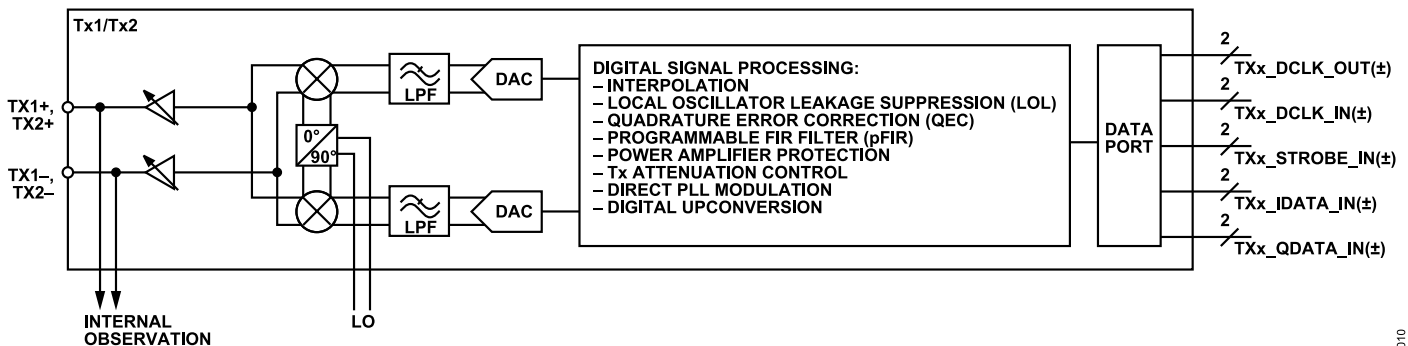 Tx1/Tx2
TX1+,
TX2+
TX1–,
TX2–
0°
90°
LPF
LPF
DAC
DAC
DIGITAL SIGNAL PROCESSING:
– INTERPOLATION
– LOCAL OSCILLATOR LEAKAGE SUPPRESSION (LOL)
– QUADRATURE ERROR CORRECTION (QEC)
– PROGRAMMABLE FIR FILTER (pFIR)
– POWER AMPLIFIER PROTECTION
– Tx ATTENUATION CONTROL
– DIRECT PLL MODULATION
– DIGITAL UPCONVERSION
DATA
PORT
2
TXx_DCLK_OUT(±)
2
TXx_DCLK_IN(±)
2
TXx_STROBE_IN(±)
2
TXx_IDATA_IN(±)
2
TXx_QDATA_IN(±)
INTERNAL
OBSERVATION
LO
010